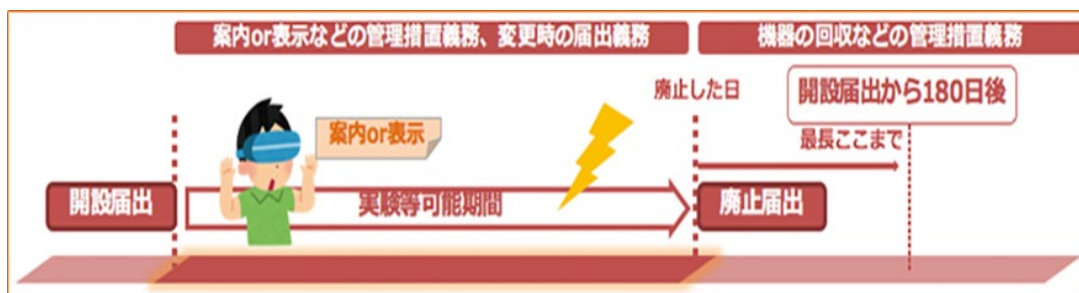 案内or表示などの管理措置義務、変更時の届出義務
機器の回収などの管理措置義務
廃止した日
開設届出から180日後
案内or表示
最長ここまで
開設届出
実験等可能期間
廃止届出